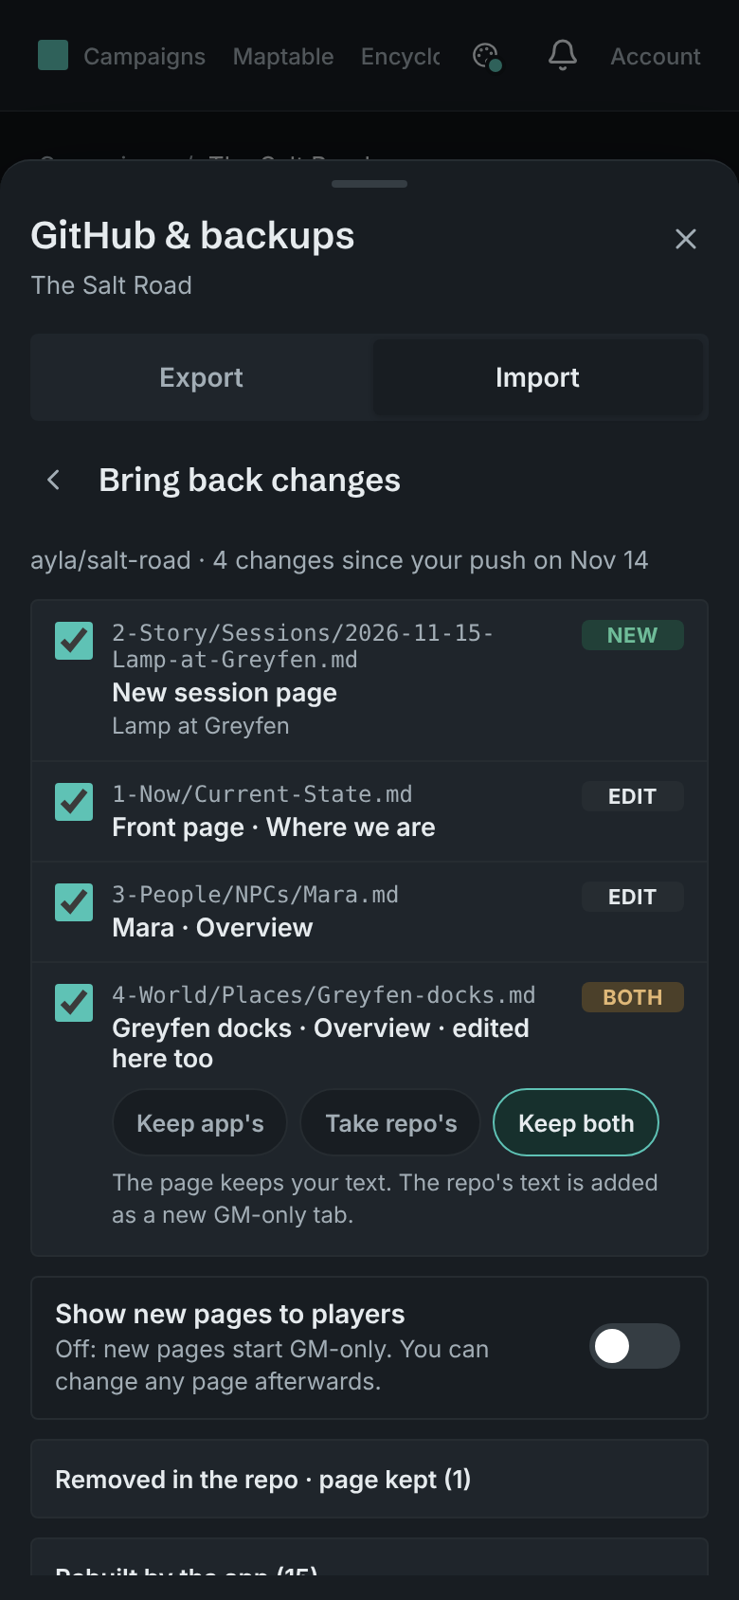 Campaigns Maptable Encyclc Account
GitHub & backups
The Salt Road
Export Import
Bring back changes
ayla/salt-road · 4 changes since your push on Nov 14
2-Story/Sessions/2026-11-15-
Lamp-at-Greyfen.md
NEW
New session page
Lamp at Greyfen
1-Now/Current-State.md
EDIT
Front page · Where we are
3-People/NPCs/Mara.md
EDIT
Mara · Overview
4-World/Places/Greyfen-docks.md
BOTH
Greyfen docks · Overview · edited
here too
Keep app's Take repo's Keep both
The page keeps your text. The repo's text is added
as a new GM-only tab.
Show new pages to players
Off: new pages start GM-only. You can
change any page afterwards.
Removed in the repo · page kept (1)
Rebuilt by the app (15)